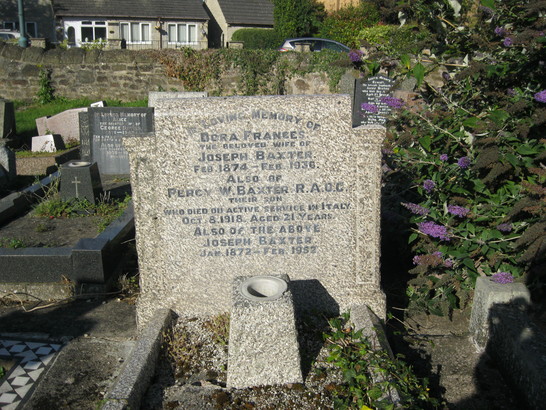 IN LOVING MEMORY OF
DORA FRANCES
THE BELOVED WIFE OF
JOSEPH BAXTER.
FEB. 1874 – FEB. 1936.
ALSO OF
PERCY W. BAXTER R.A.O.C.
THEIR SON
WHO DIED ON ACTIVE SERVICE IN ITALY.
OCT. 8. 1918. AGED 21 YEARS.
ALSO OF THE ABOVE
JOSEPH BAXTER
JAN. 1872 – FEB. 1952